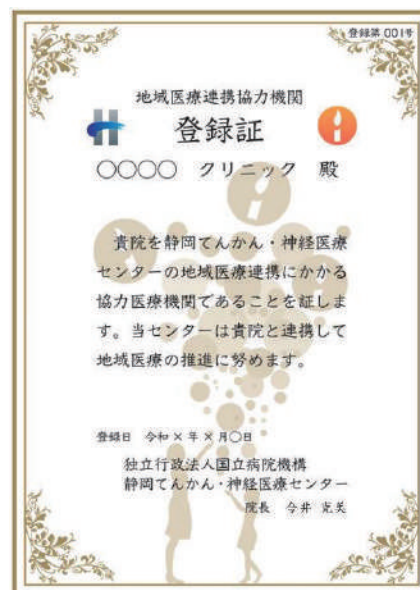 登録第 001号
地域医療連携協力機関
登録証
○○○○ クリニック 殿
貴院を静岡てんかん・神経医療
センターの地域医療連携にかかる
協力医療機関であることを証しま
す。当センターは貴院と連携して
地域医療の推進に努めます。
登録日 令和×年×月○日
独立行政法人国立病院機構
静岡てんかん・神経医療センター
院長 今井 克美